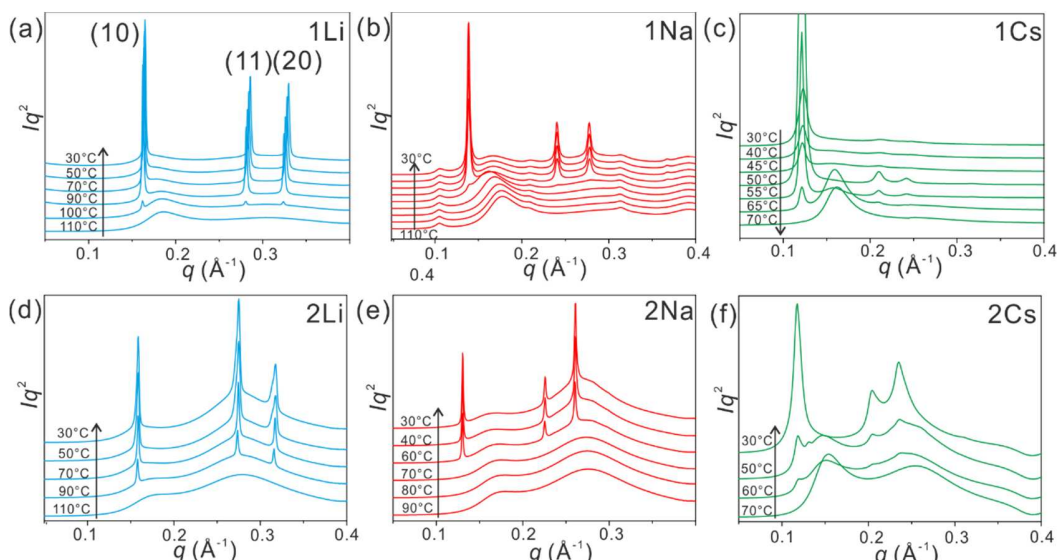 (a)
1Li
(10)
(11)
(20)
Iq²
30°C
50°C
70°C
90°C
100°C
110°C
0.1
0.2
0.3
0.4
q (Å⁻¹)
(b)
1Na
Iq²
30°C
110°C
0.1
0.2
0.3
0.4
q (Å⁻¹)
(c)
1Cs
Iq²
30°C
40°C
45°C
50°C
55°C
65°C
70°C
0.1
0.2
0.3
0.4
q (Å⁻¹)
(d)
2Li
Iq²
30°C
50°C
70°C
90°C
110°C
0.1
0.2
0.3
0.4
q (Å⁻¹)
(e)
2Na
Iq²
30°C
40°C
60°C
70°C
80°C
90°C
0.1
0.2
0.3
0.4
q (Å⁻¹)
(f)
2Cs
Iq²
30°C
50°C
60°C
70°C
0.1
0.2
0.3
0.4
q (Å⁻¹)